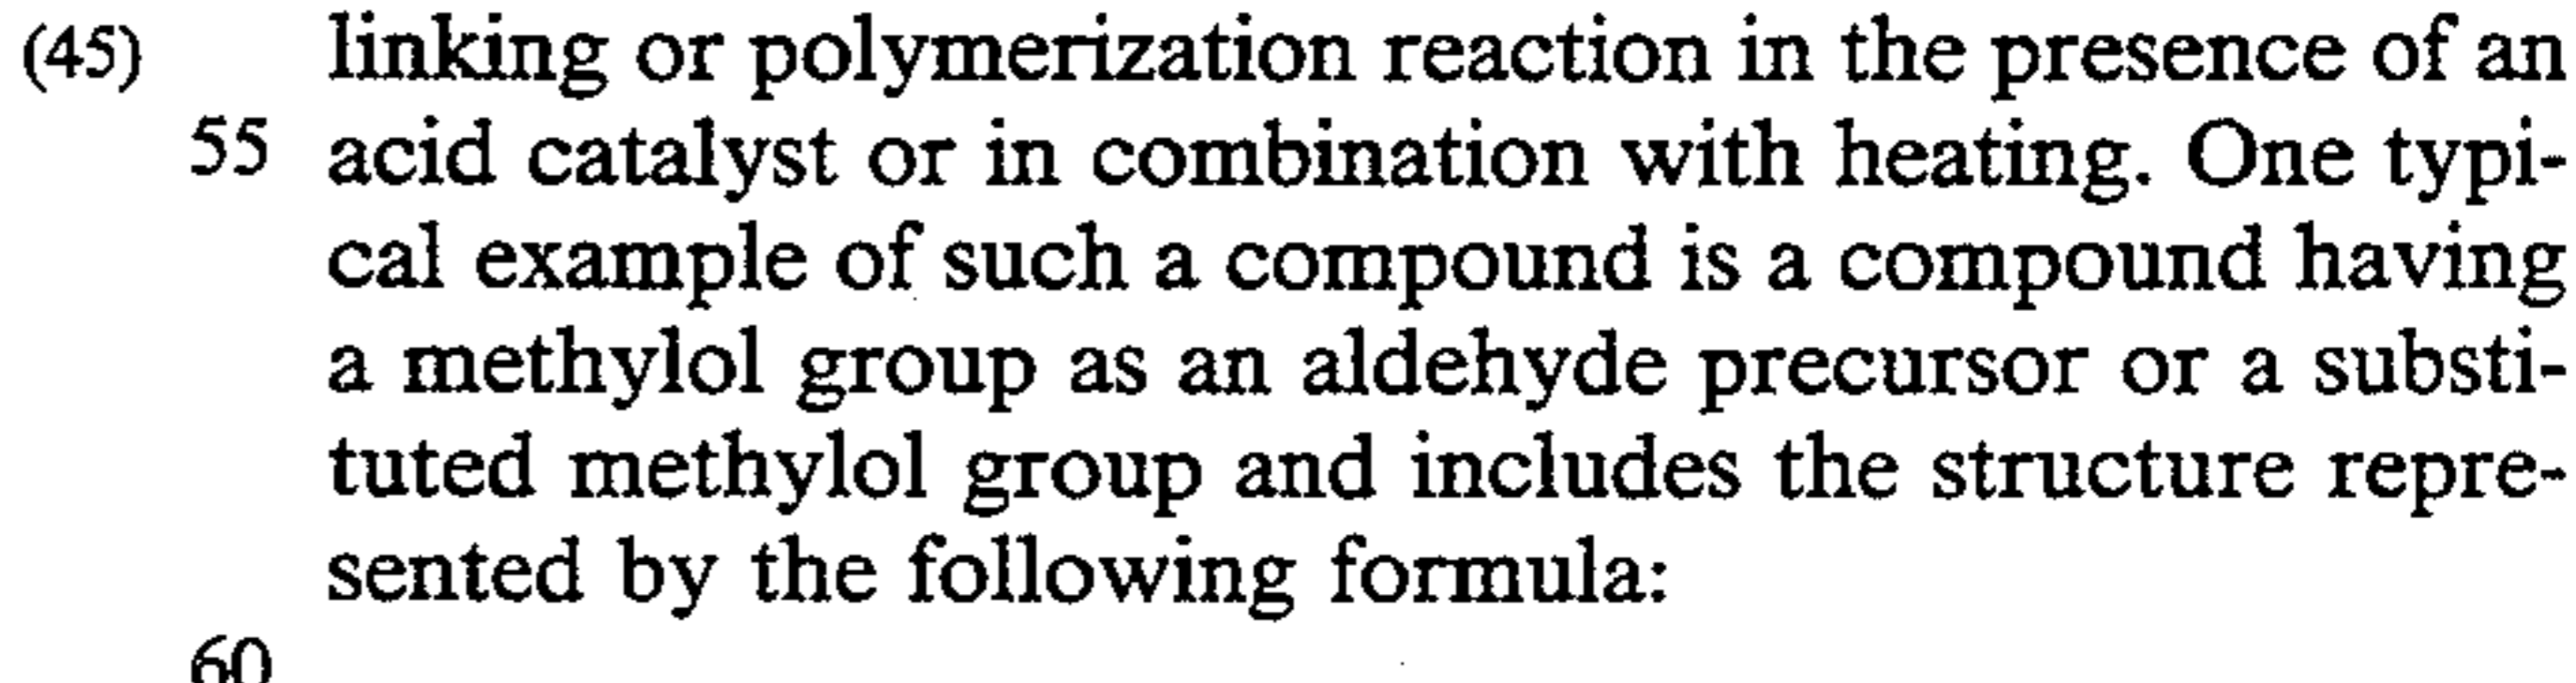 (45) linking or polymerization reaction in the presence of an
55 acid catalyst or in combination with heating. One typi-
cal example of such a compound is a compound having
a methylol group as an aldehyde precursor or a substi-
tuted methylol group and includes the structure repre-
sented by the following formula:
60